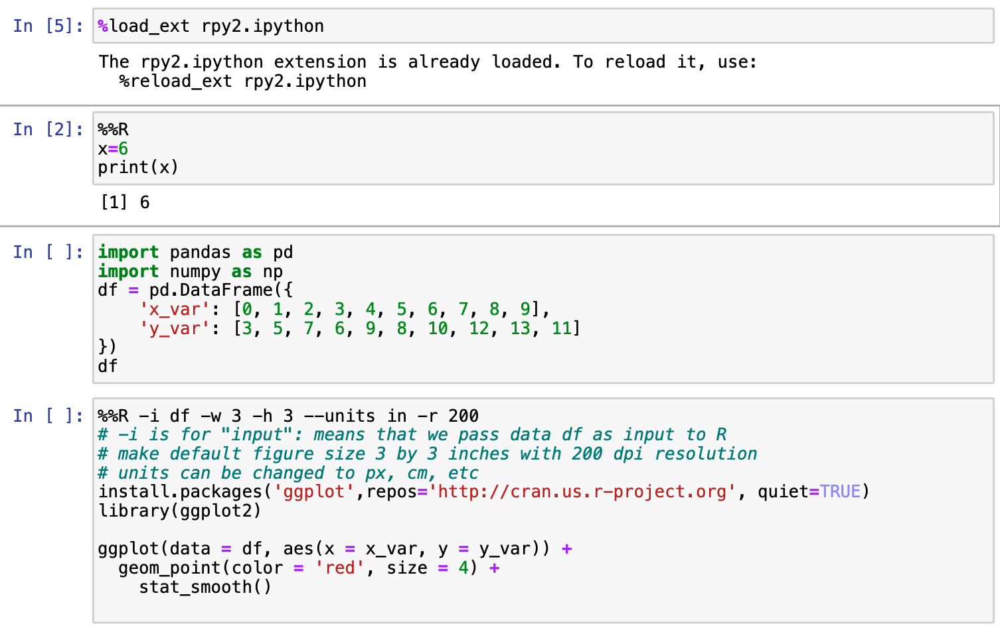 In [5]: %load_ext rpy2.ipython
The rpy2.ipython extension is already loaded. To reload it, use:
  %reload_ext rpy2.ipython
In [2]: %%R
x=6
print(x)
[1] 6
In [ ]: import pandas as pd
import numpy as np
df = pd.DataFrame({
    'x_var': [0, 1, 2, 3, 4, 5, 6, 7, 8, 9],
    'y_var': [3, 5, 7, 6, 9, 8, 10, 12, 13, 11]
})
df
In [ ]: %%R -i df -w 3 -h 3 --units in -r 200
# -i is for "input": means that we pass data df as input to R
# make default figure size 3 by 3 inches with 200 dpi resolution
# units can be changed to px, cm, etc
install.packages('ggplot',repos='http://cran.us.r-project.org', quiet=TRUE)
library(ggplot2)
ggplot(data = df, aes(x = x_var, y = y_var)) +
  geom_point(color = 'red', size = 4) +
    stat_smooth()